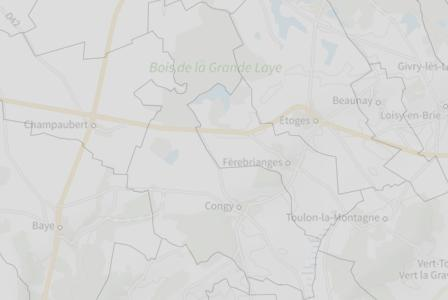 D42
Bois de la Grande Laye
Givry-lès-
Beaunay
Champaubert
Étoges
Loisy-en-Brie
Fèrebrianges
Congy
Toulon-la-Montagne
Baye
Vert-To
Vert la Grav